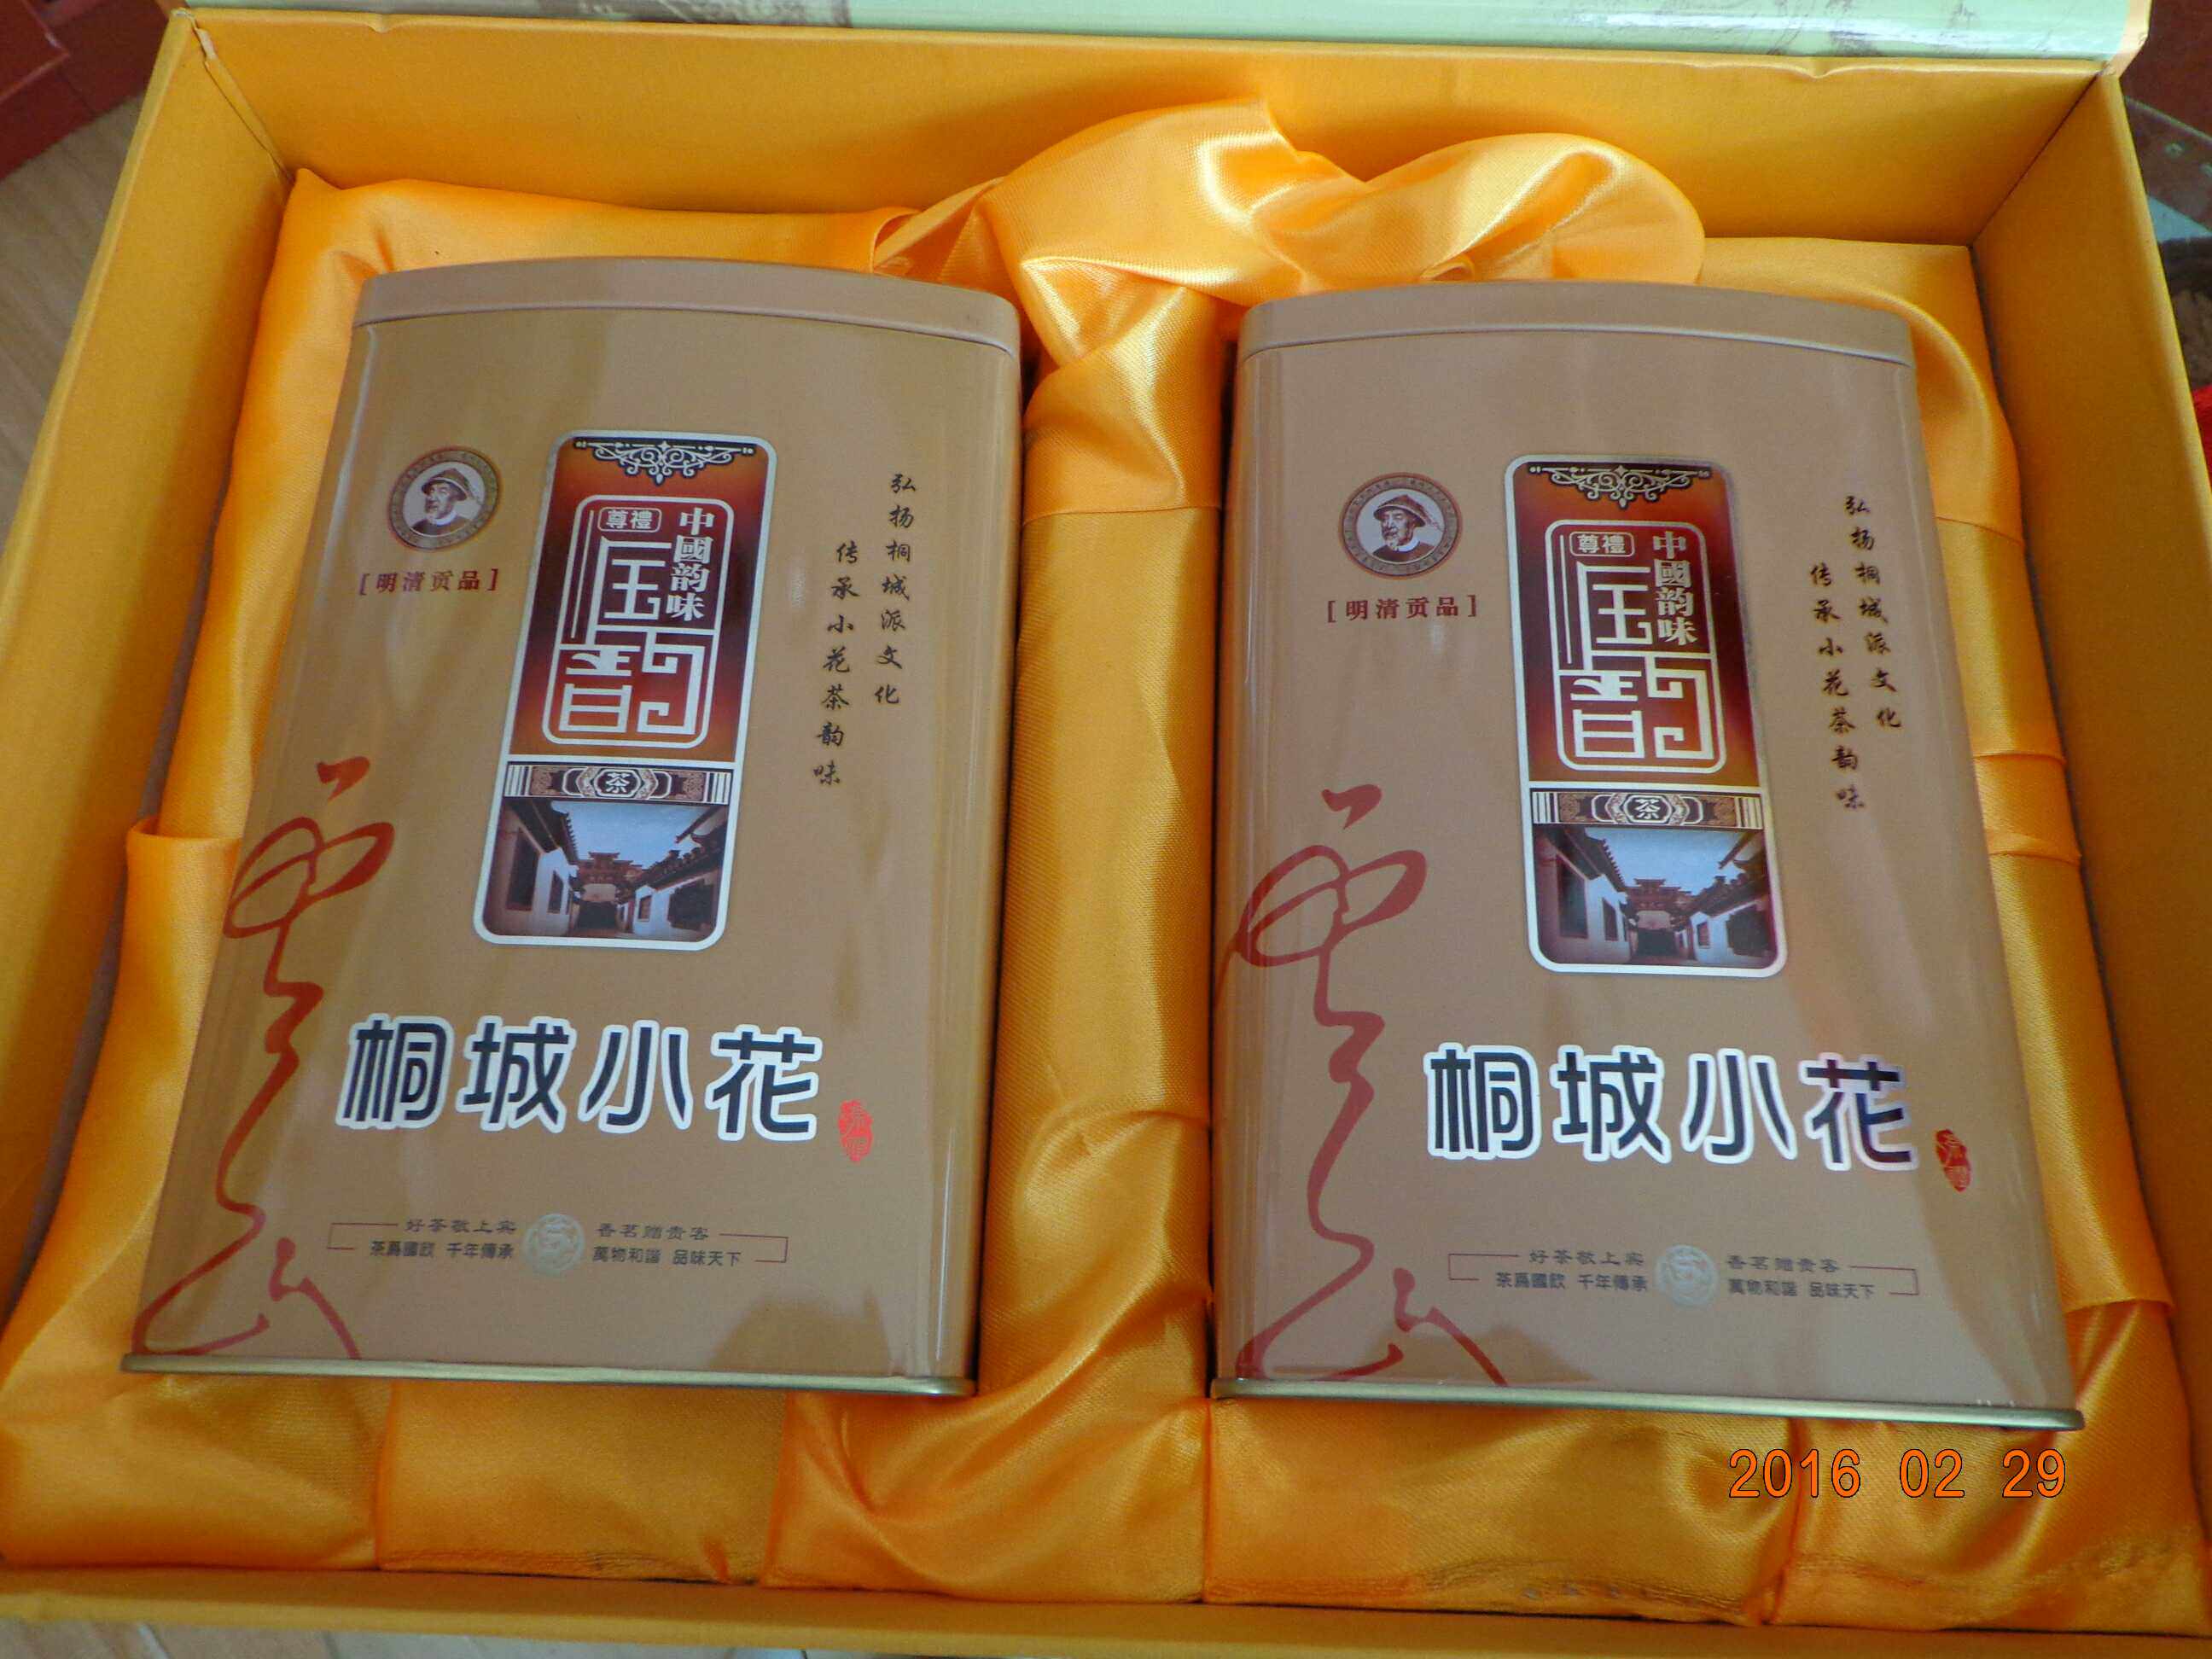 尊禮
中國韵味
国韵
茶
[明清贡品]
弘扬桐城派文化
传承小花茶韵味
桐城小花
好茶敬上宾
香茗赠贵客
茶爲國飲 千年傳承
萬物和諧 品味天下
尊禮
中國韵味
国韵
茶
[明清贡品]
弘扬桐城派文化
传承小花茶韵味
桐城小花
好茶敬上宾
香茗赠贵客
茶爲國飲 千年傳承
萬物和諧 品味天下
2016 02 29